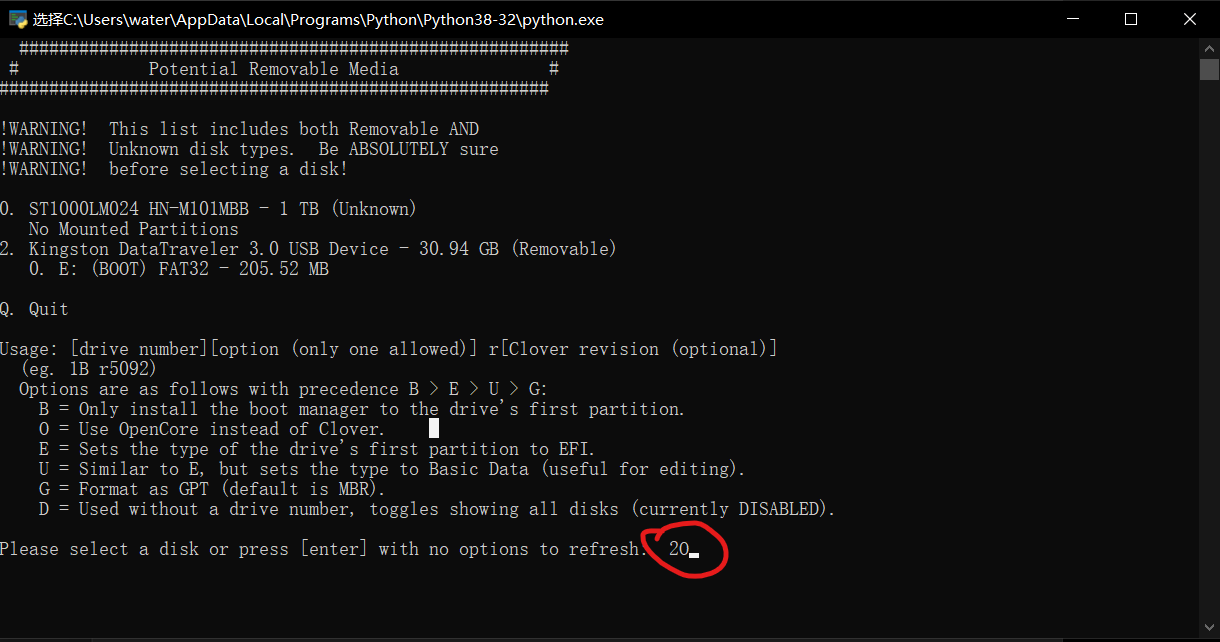 选择C:\Users\water\AppData\Local\Programs\Python\Python38-32\python.exe
#######################################################
# Potential Removable Media #
#######################################################
!WARNING! This list includes both Removable AND
!WARNING! Unknown disk types. Be ABSOLUTELY sure
!WARNING! before selecting a disk!
0. ST1000LM024 HN-M101MBB - 1 TB (Unknown)
No Mounted Partitions
2. Kingston DataTraveler 3.0 USB Device - 30.94 GB (Removable)
0. E: (BOOT) FAT32 - 205.52 MB
Q. Quit
Usage: [drive number][option (only one allowed)] r[Clover revision (optional)]
(eg. 1B r5092)
Options are as follows with precedence B > E > U > G:
B = Only install the boot manager to the drive's first partition.
O = Use OpenCore instead of Clover.
E = Sets the type of the drive's first partition to EFI.
U = Similar to E, but sets the type to Basic Data (useful for editing).
G = Format as GPT (default is MBR).
D = Used without a drive number, toggles showing all disks (currently DISABLED).
Please select a disk or press [enter] with no options to refresh: 2O